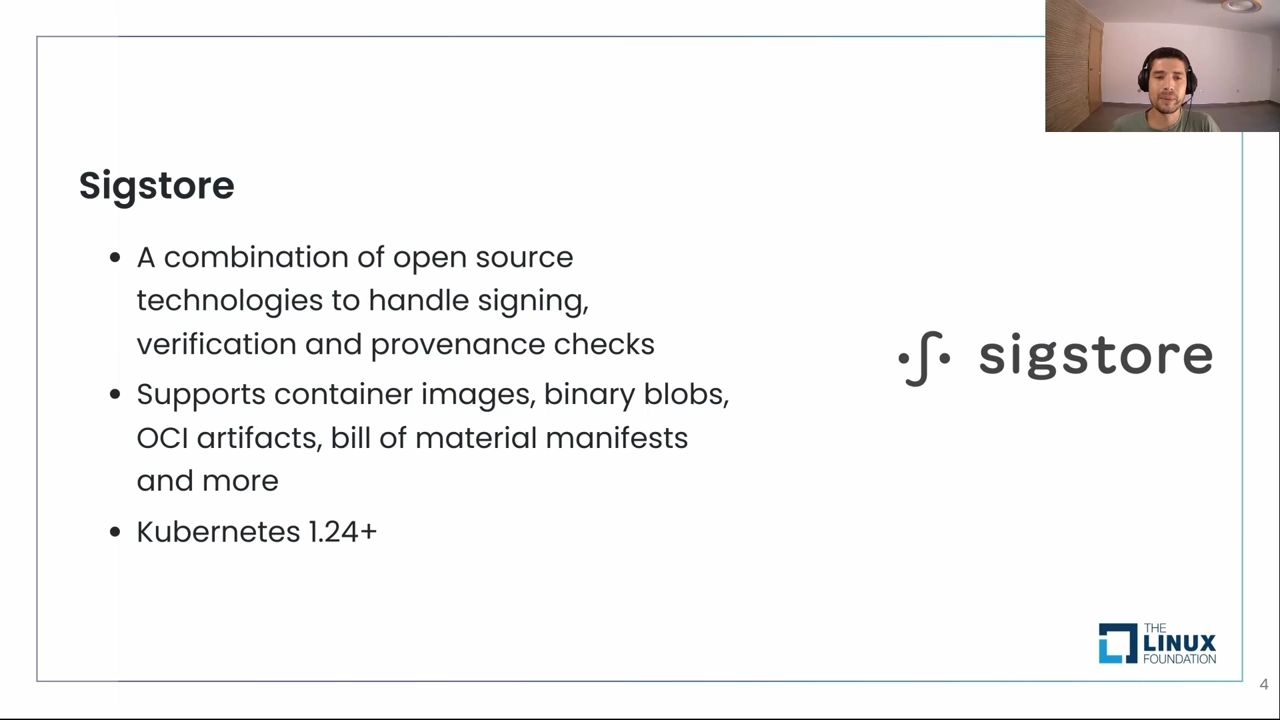 Sigstore
• A combination of open source
technologies to handle signing,
verification and provenance checks
• Supports container images, binary blobs,
OCI artifacts, bill of material manifests
and more
• Kubernetes 1.24+
sigstore
THE
LINUX
FOUNDATION
4